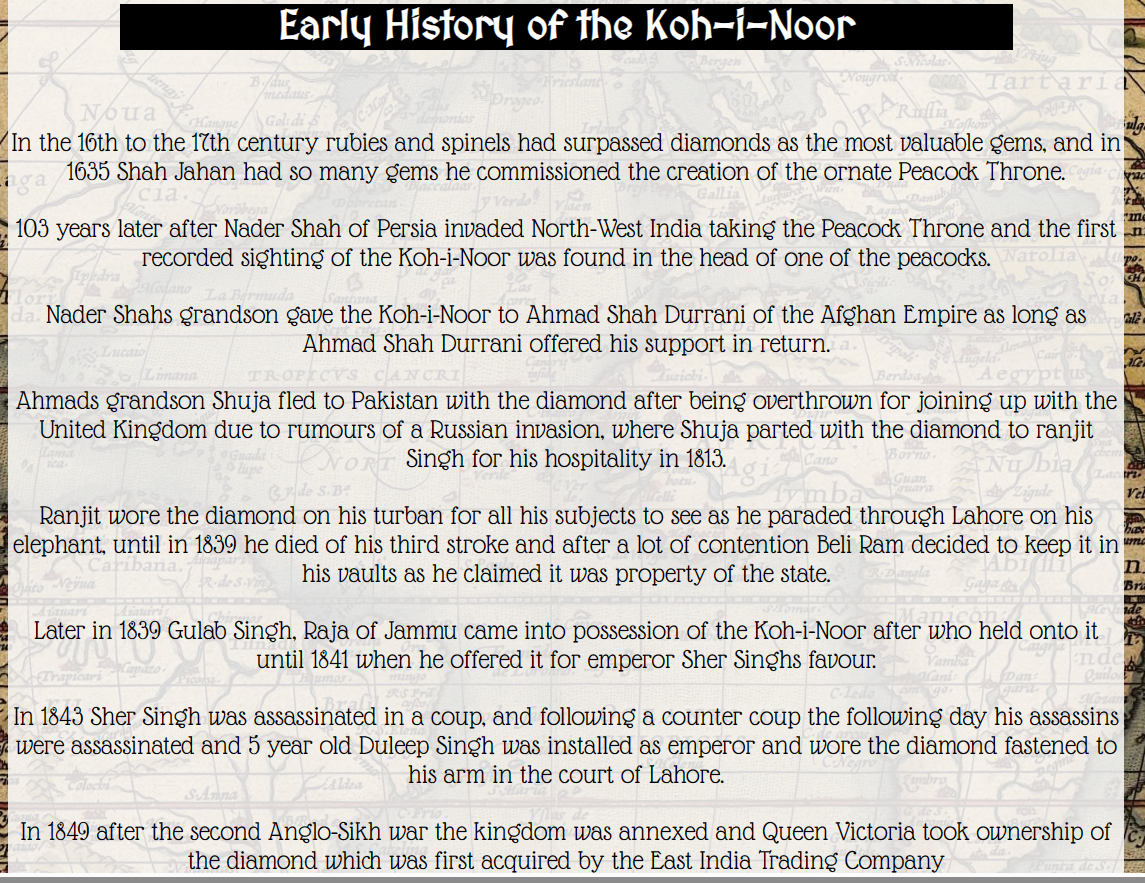 Early History of the Koh-i-Noor
In the 16th to the 17th century rubies and spinels had surpassed diamonds as the most valuable gems, and in
1635 Shah Jahan had so many gems he commissioned the creation of the ornate Peacock Throne.
103 years later after Nader Shah of Persia invaded North-West India taking the Peacock Throne and the first
recorded sighting of the Koh-i-Noor was found in the head of one of the peacocks.
Nader Shahs grandson gave the Koh-i-Noor to Ahmad Shah Durrani of the Afghan Empire as long as
Ahmad Shah Durrani offered his support in return.
Ahmads grandson Shuja fled to Pakistan with the diamond after being overthrown for joining up with the
United Kingdom due to rumours of a Russian invasion, where Shuja parted with the diamond to ranjit
Singh for his hospitality in 1813.
Ranjit wore the diamond on his turban for all his subjects to see as he paraded through Lahore on his
elephant, until in 1839 he died of his third stroke and after a lot of contention Beli Ram decided to keep it in
his vaults as he claimed it was property of the state.
Later in 1839 Gulab Singh, Raja of Jammu came into possession of the Koh-i-Noor after who held onto it
until 1841 when he offered it for emperor Sher Singhs favour.
In 1843 Sher Singh was assassinated in a coup, and following a counter coup the following day his assassins
were assassinated and 5 year old Duleep Singh was installed as emperor and wore the diamond fastened to
his arm in the court of Lahore.
In 1849 after the second Anglo-Sikh war the kingdom was annexed and Queen Victoria took ownership of
the diamond which was first acquired by the East India Trading Company